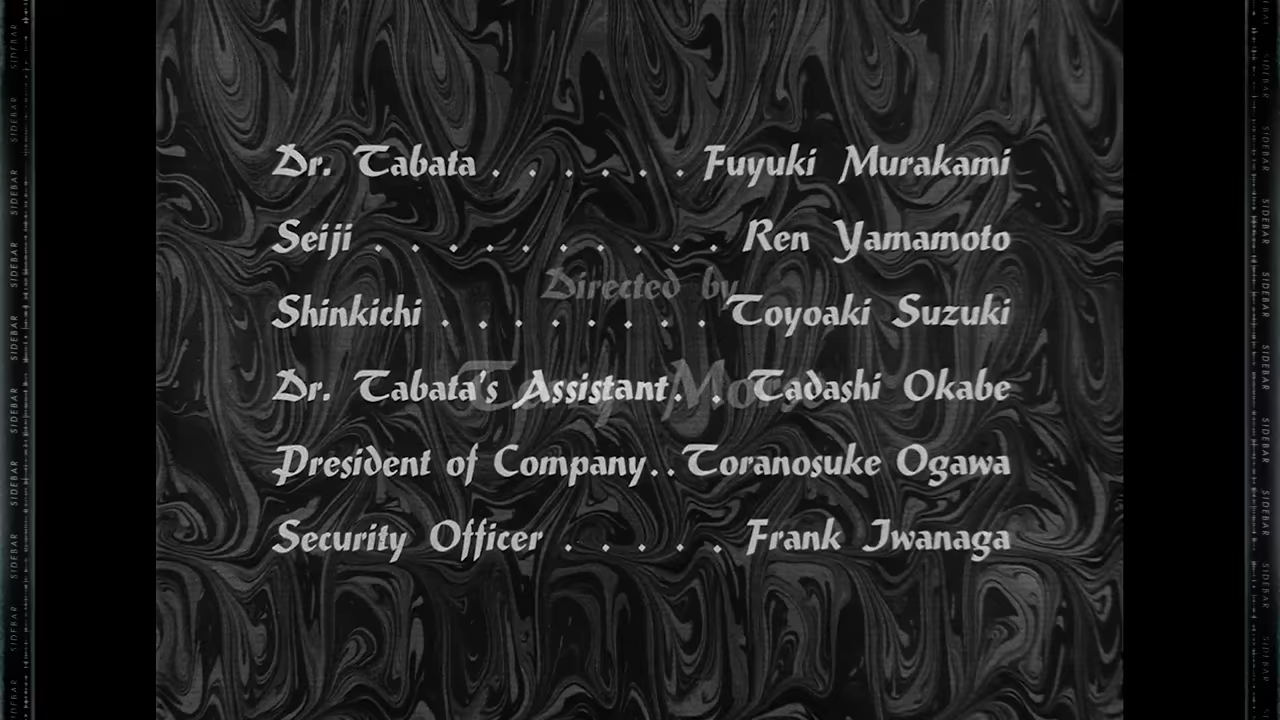 Dr. Tabata . . . . . . Fuyuki Murakami
Seiji . . . . . . . . . . Ren Yamamoto
Directed by
Shinkichi . . . . . . . . Toyoaki Suzuki
Dr. Tabata's Assistant. . Tadashi Okabe
President of Company. . Toranosuke Ogawa
Security Officer . . . . . Frank Iwanaga
SIDEBAR